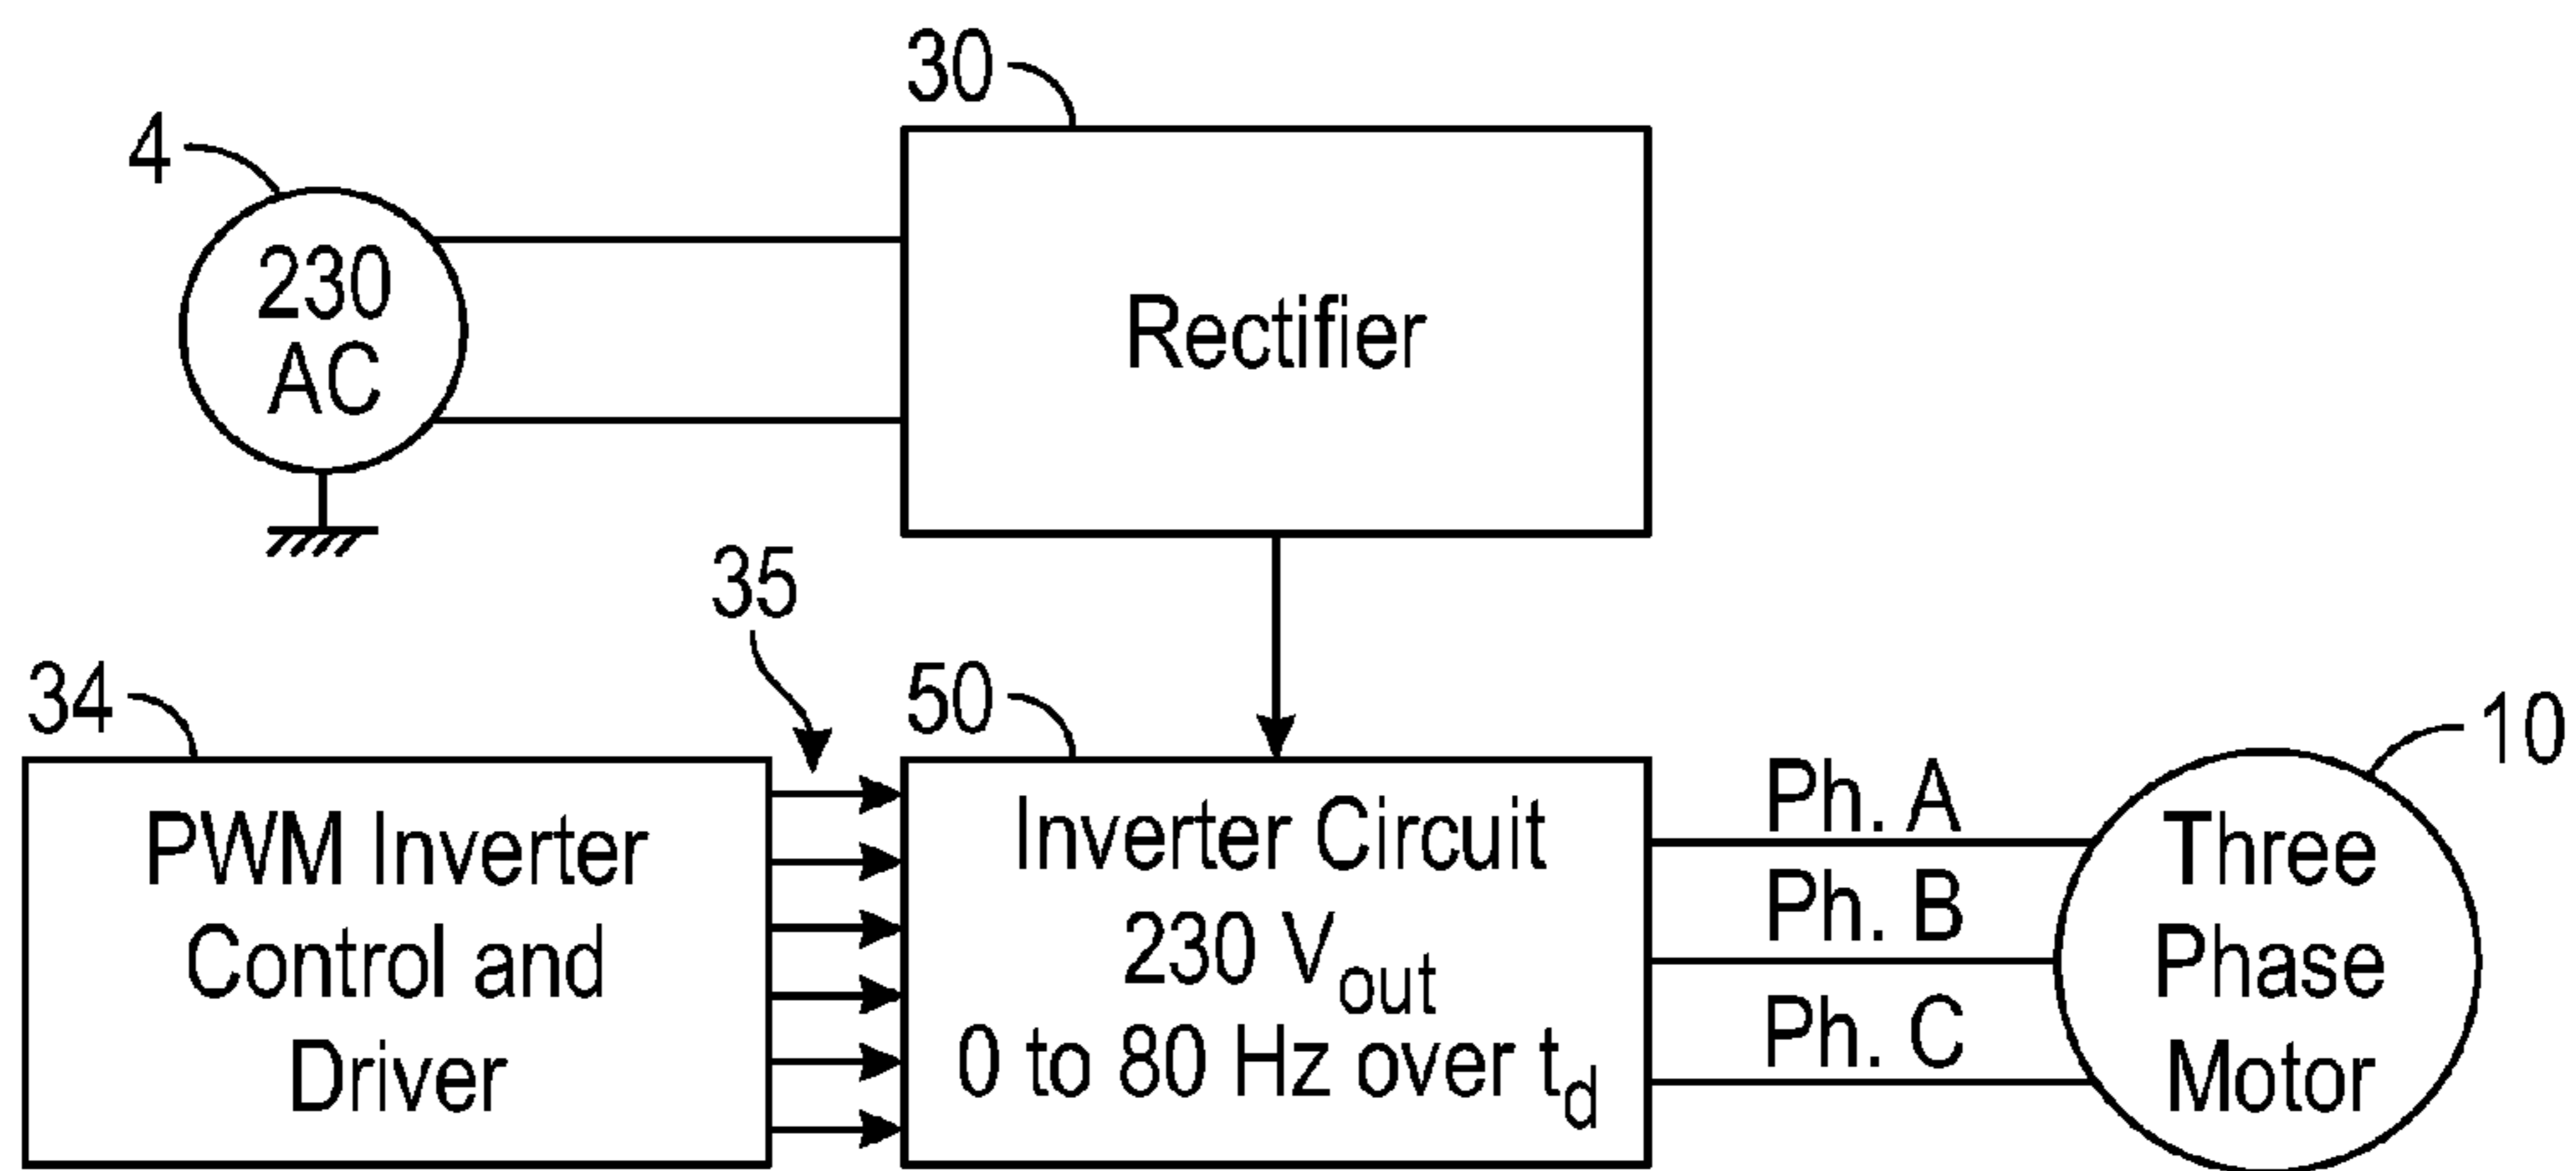 30
4
230
AC
Rectifier
35
34
50
10
PWM Inverter
Control and
Driver
Inverter Circuit
230 Vout
0 to 80 Hz over td
Ph. A
Ph. B
Ph. C
Three
Phase
Motor